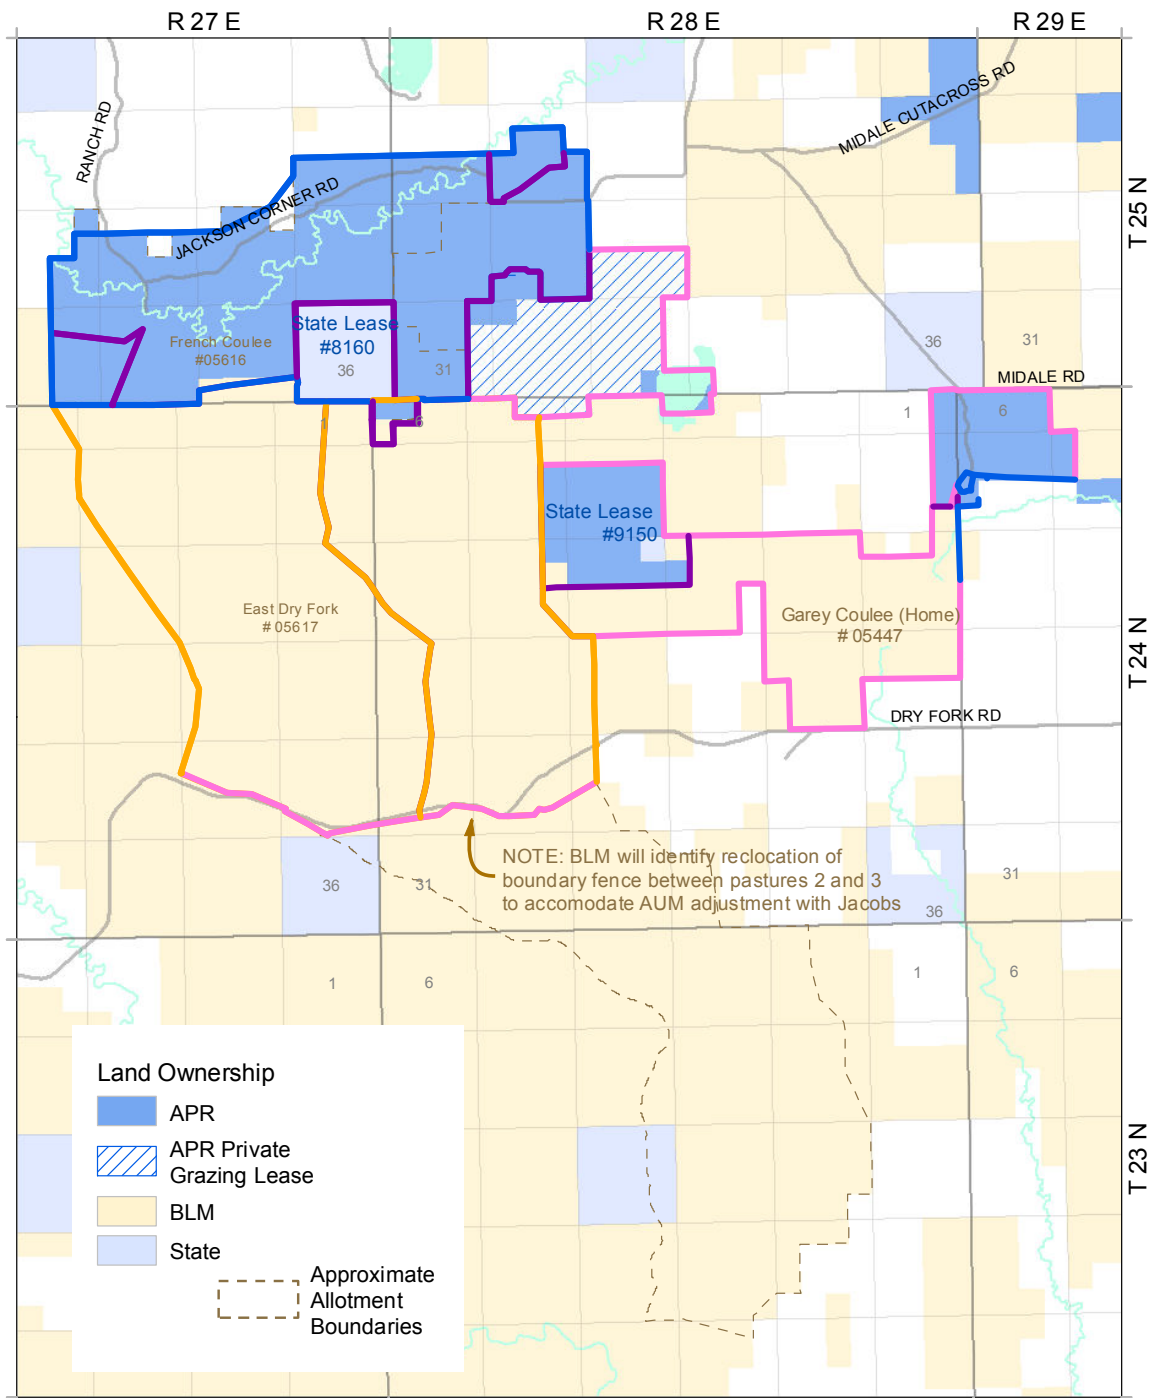 R 27 E
R 28 E
R 29 E
RANCH RD
MIDALE CUTACROSS RD
JACKSON CORNER RD
T 25 N
State Lease
#8160
French Coulee
#05616
36
31
36
31
MIDALE RD
1
6
1
6
State Lease
#9150
East Dry Fork
# 05617
Garey Coulee (Home)
# 05447
T 24 N
DRY FORK RD
NOTE: BLM will identify reclocation of
boundary fence between pastures 2 and 3
to accomodate AUM adjustment with Jacobs
36
31
31
36
1
6
1
6
T 23 N
Land Ownership
APR
APR Private
Grazing Lease
BLM
State
Approximate
Allotment
Boundaries